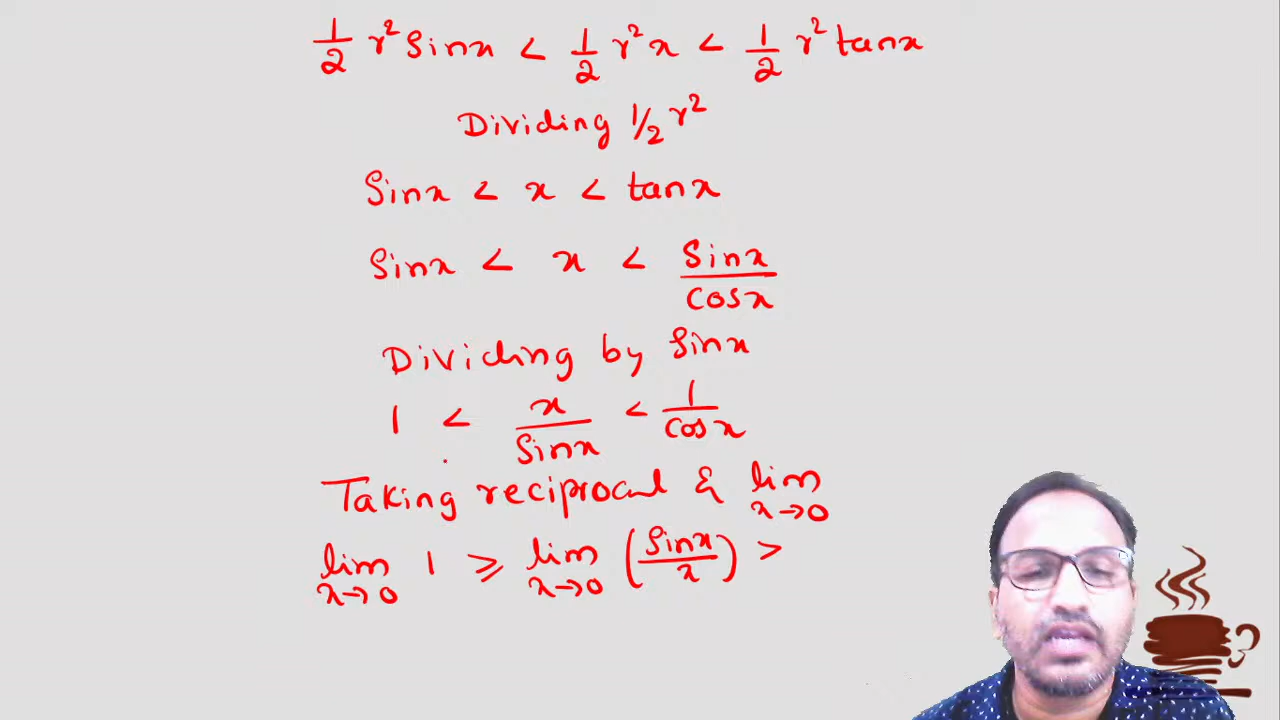 1/2 r² sinx < 1/2 r² x < 1/2 r² tanx
Dividing 1/2 r²
sinx < x < tanx
sinx < x < sinx/cosx
Dividing by sinx
1 < x/sinx < 1/cosx
Taking reciprocal & lim x→0
lim x→0 1 ⩾ lim x→0 (sinx/x) >